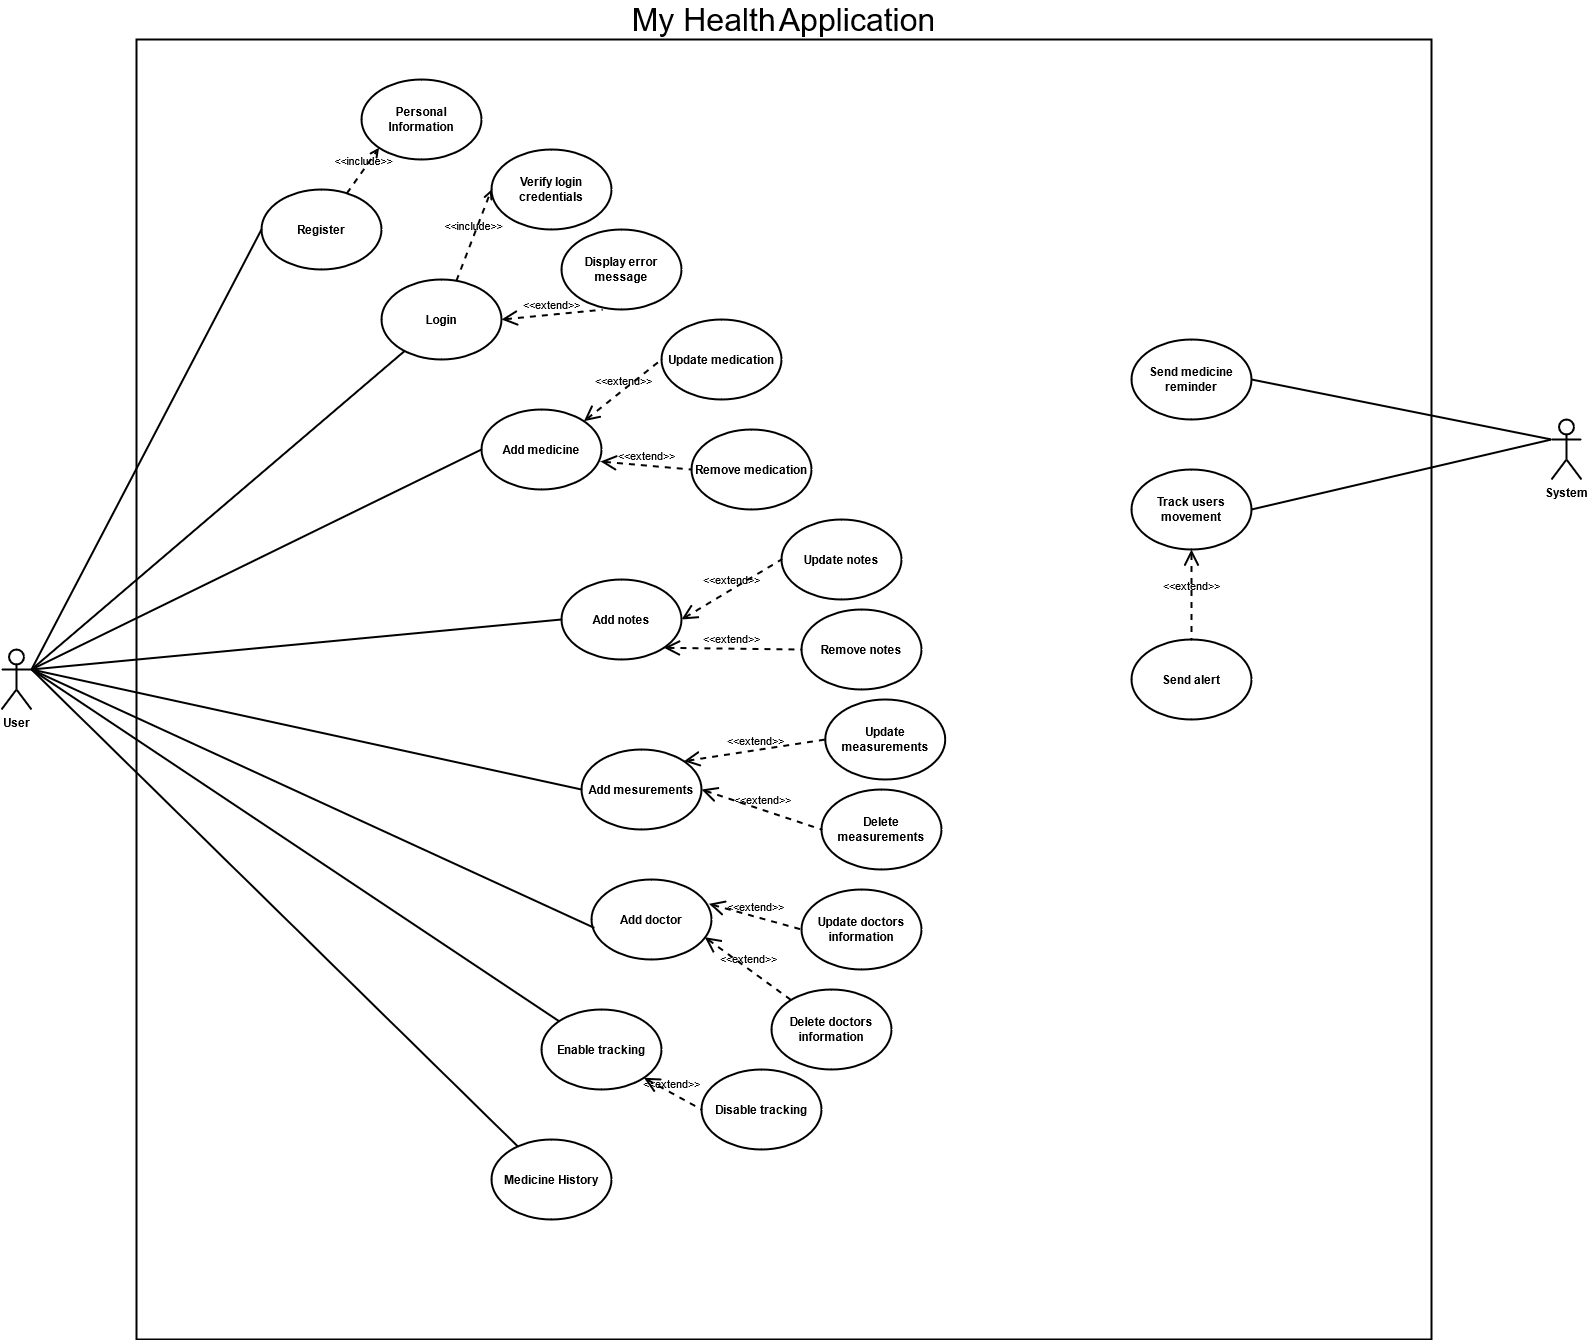 My Health Application
Personal
Information
<<include>>
Register
Verify login
credentials
<<include>>
Display error
message
<<extend>>
Login
Update medication
<<extend>>
Add medicine
<<extend>>
Remove medication
Update notes
<<extend>>
Add notes
<<extend>>
Remove notes
Update
measurements
<<extend>>
Add mesurements
<<extend>>
Delete
measurements
Add doctor
<<extend>>
Update doctors
information
<<extend>>
Delete doctors
information
Enable tracking
<<extend>>
Disable tracking
Medicine History
User
Send medicine
reminder
Track users
movement
<<extend>>
Send alert
System